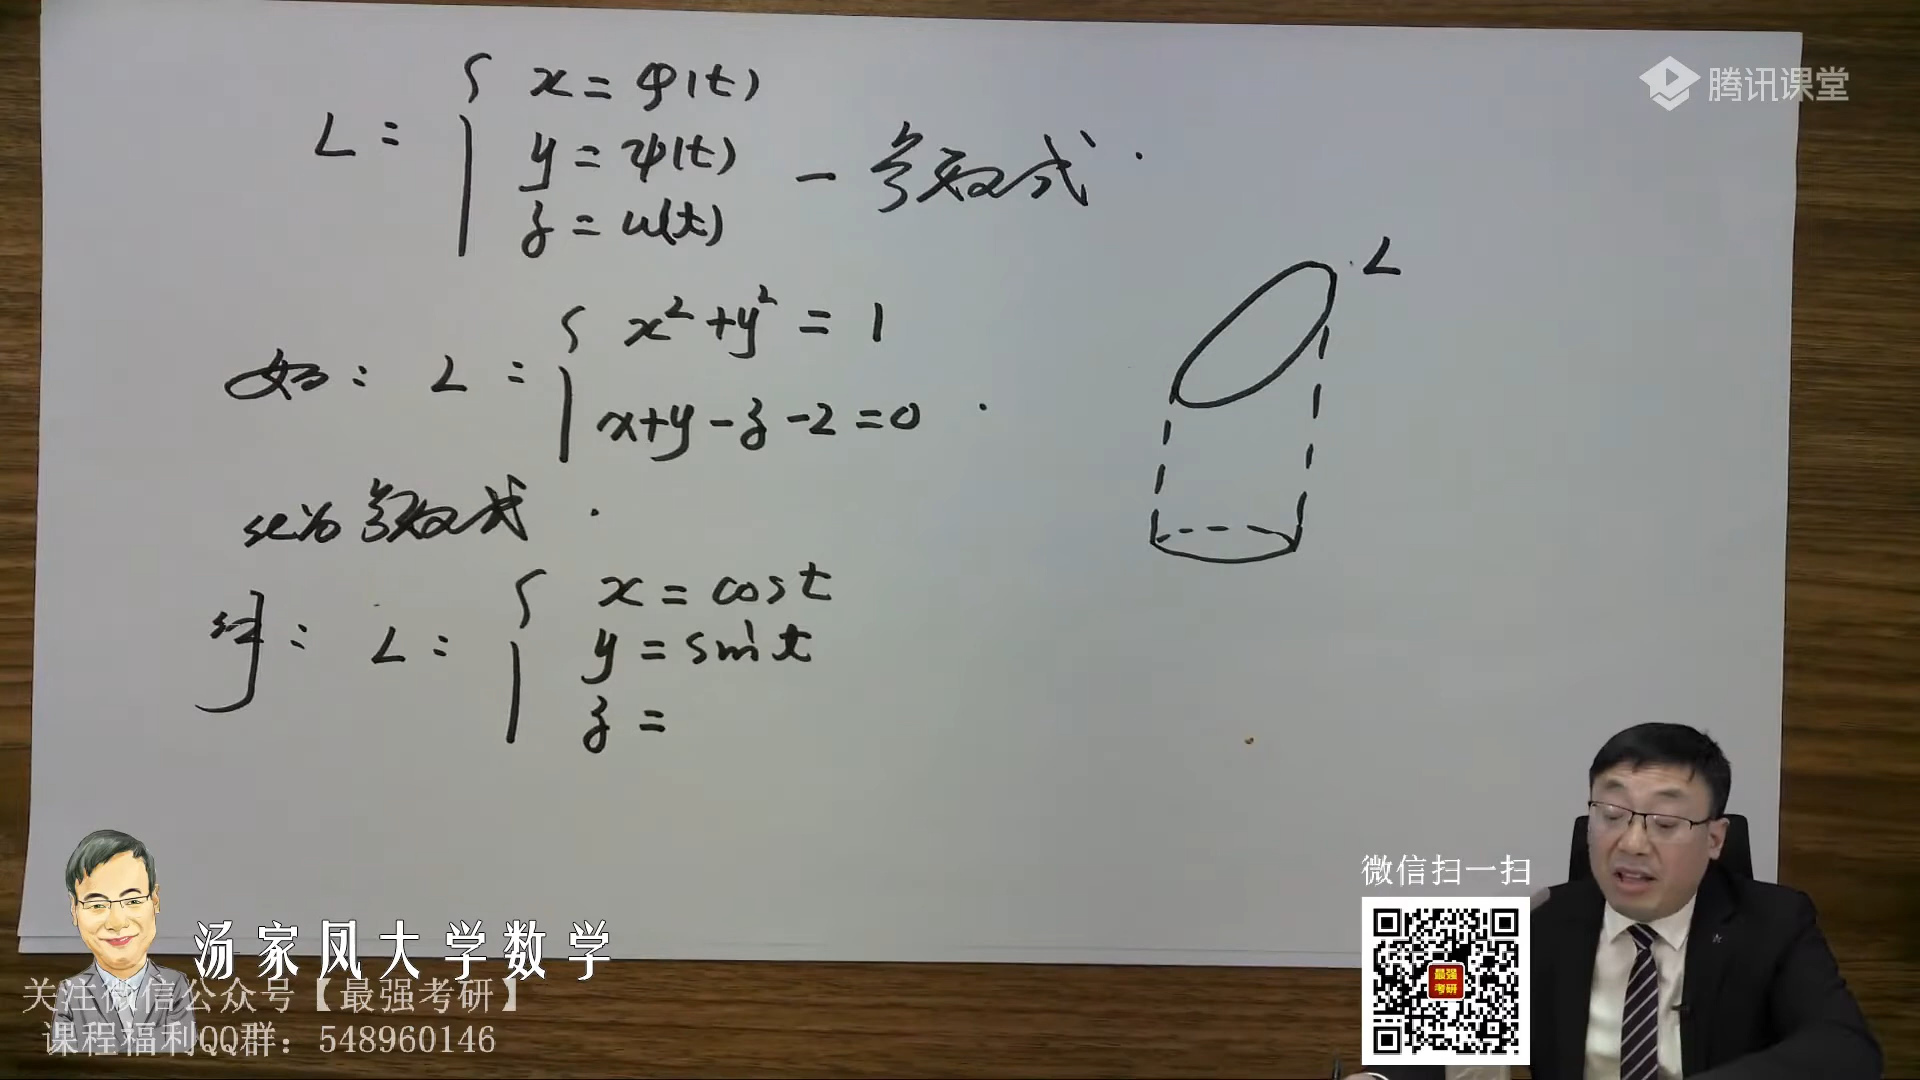 腾讯课堂
L: { x = φ(t)
y = ψ(t)
z = ω(t)
— 参数式.
L
如: L: { x² + y² = 1
x + y - z - 2 = 0
化为参数式.
解: L: { x = cos t
y = sin t
z =
微信扫一扫
最强
考研
汤家凤大学数学
关注微信公众号【最强考研】
课程福利QQ群：548960146